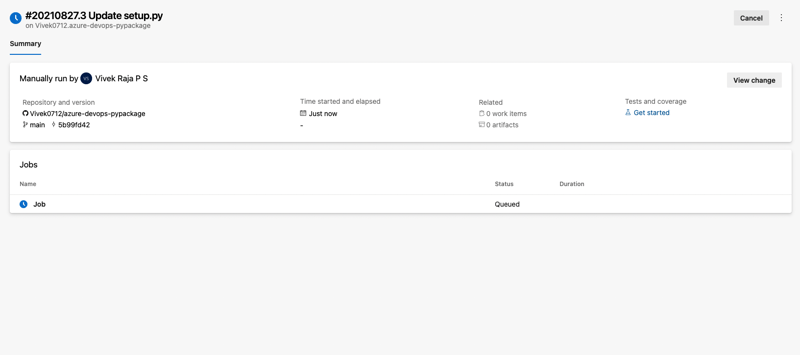 #20210827.3 Update setup.py
on Vivek0712.azure-devops-pypackage
Cancel
Summary
Manually run by VS Vivek Raja P S
View change
Repository and version
Time started and elapsed
Related
Tests and coverage
Vivek0712/azure-devops-pypackage
Just now
0 work items
Get started
main 5b99fd42
-
0 artifacts
Jobs
Name Status Duration
Job Queued